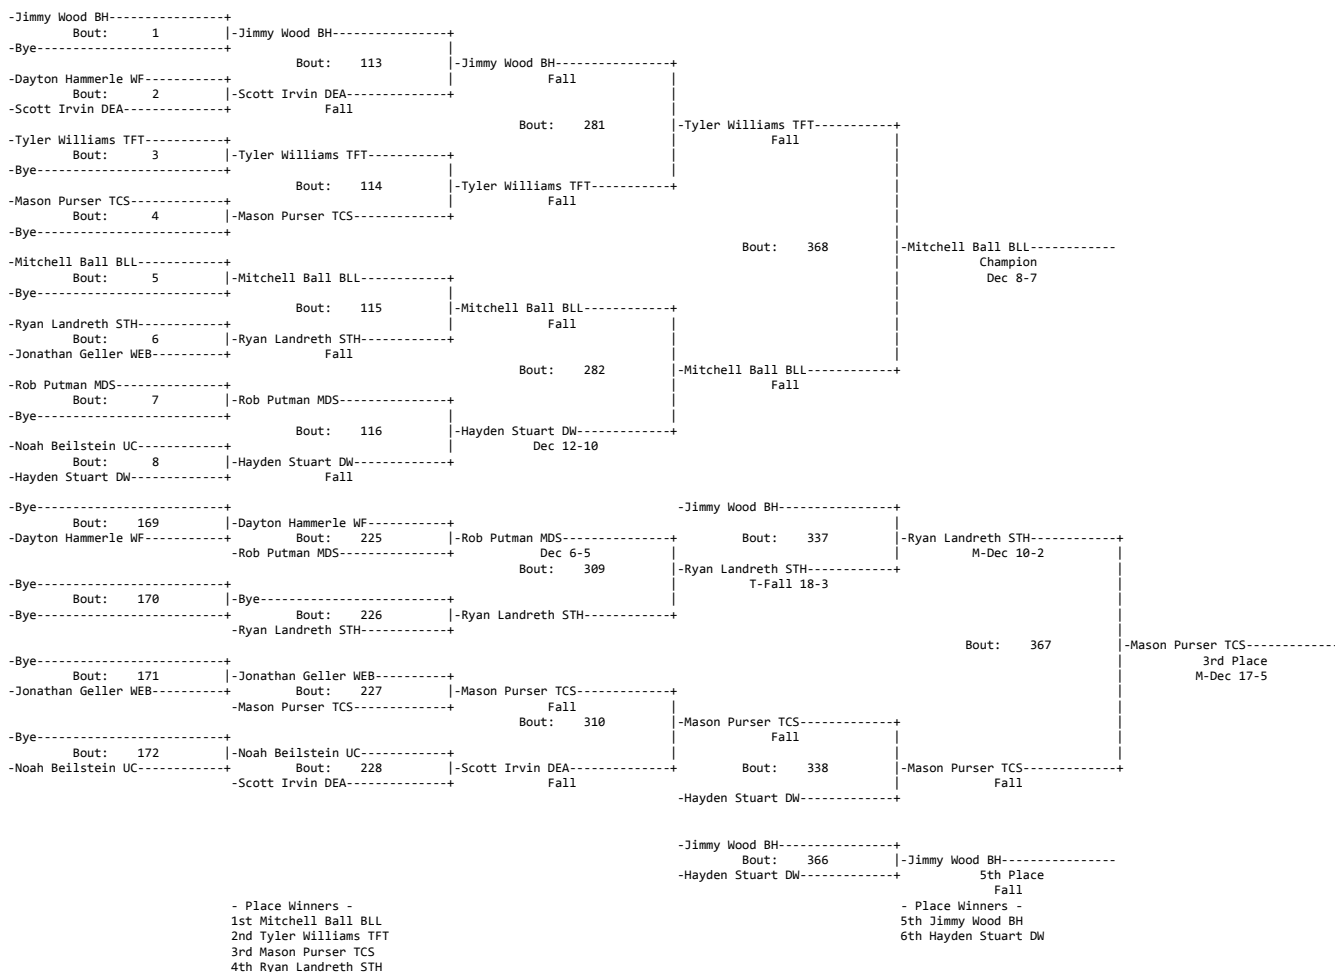 -Jimmy Wood BH----------------+
Bout: 1 |-Jimmy Wood BH----------------+
-Bye--------------------------+ |
Bout: 113 |-Jimmy Wood BH----------------+
-Dayton Hammerle WF-----------+ | Fall |
Bout: 2 |-Scott Irvin DEA--------------+ |
-Scott Irvin DEA--------------+ Fall |
Bout: 281 |-Tyler Williams TFT-----------+
-Tyler Williams TFT-----------+ | Fall |
Bout: 3 |-Tyler Williams TFT-----------+ | |
-Bye--------------------------+ | | |
Bout: 114 |-Tyler Williams TFT-----------+ |
-Mason Purser TCS-------------+ | Fall |
Bout: 4 |-Mason Purser TCS-------------+ |
-Bye--------------------------+ |
Bout: 368 |-Mitchell Ball BLL------------
-Mitchell Ball BLL------------+ | Champion
Bout: 5 |-Mitchell Ball BLL------------+ | Dec 8-7
-Bye--------------------------+ | |
Bout: 115 |-Mitchell Ball BLL------------+ |
-Ryan Landreth STH------------+ | Fall | |
Bout: 6 |-Ryan Landreth STH------------+ | |
-Jonathan Geller WEB----------+ Fall | |
Bout: 282 |-Mitchell Ball BLL------------+
-Rob Putman MDS---------------+ | Fall
Bout: 7 |-Rob Putman MDS---------------+ |
-Bye--------------------------+ | |
Bout: 116 |-Hayden Stuart DW-------------+
-Noah Beilstein UC------------+ | Dec 12-10
Bout: 8 |-Hayden Stuart DW-------------+
-Hayden Stuart DW-------------+ Fall
-Bye--------------------------+ -Jimmy Wood BH----------------+
Bout: 169 |-Dayton Hammerle WF-----------+ |
-Dayton Hammerle WF-----------+ Bout: 225 |-Rob Putman MDS---------------+ Bout: 337 |-Ryan Landreth STH------------+
-Rob Putman MDS---------------+ Dec 6-5 | | M-Dec 10-2 |
Bout: 309 |-Ryan Landreth STH------------+ |
-Bye--------------------------+ | T-Fall 18-3 |
Bout: 170 |-Bye--------------------------+ | |
-Bye--------------------------+ Bout: 226 |-Ryan Landreth STH------------+ |
-Ryan Landreth STH------------+ |
Bout: 367 |-Mason Purser TCS-------------
-Bye--------------------------+ | 3rd Place
Bout: 171 |-Jonathan Geller WEB----------+ | M-Dec 17-5
-Jonathan Geller WEB----------+ Bout: 227 |-Mason Purser TCS-------------+ |
-Mason Purser TCS-------------+ Fall | |
Bout: 310 |-Mason Purser TCS-------------+ |
-Bye--------------------------+ | Fall | |
Bout: 172 |-Noah Beilstein UC------------+ | | |
-Noah Beilstein UC------------+ Bout: 228 |-Scott Irvin DEA--------------+ Bout: 338 |-Mason Purser TCS-------------+
-Scott Irvin DEA--------------+ Fall | Fall
-Hayden Stuart DW-------------+
-Jimmy Wood BH----------------+
Bout: 366 |-Jimmy Wood BH----------------
-Hayden Stuart DW-------------+ 5th Place
Fall
- Place Winners - - Place Winners -
1st Mitchell Ball BLL 5th Jimmy Wood BH
2nd Tyler Williams TFT 6th Hayden Stuart DW
3rd Mason Purser TCS
4th Ryan Landreth STH